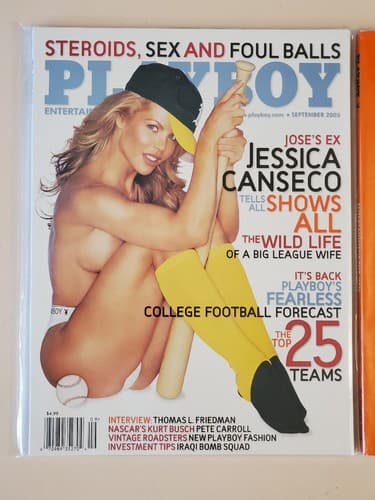 STEROIDS, SEX AND FOUL BALLS
PLAYBOY
ENTERTAI
playboy.com • SEPTEMBER 2005
JOSE'S EX
JESSICA
CANSECO
TELLS ALL SHOWS
ALL
THE WILD LIFE
OF A BIG LEAGUE WIFE
IT'S BACK
PLAYBOY'S
FEARLESS
COLLEGE FOOTBALL FORECAST
THE TOP 25
TEAMS
BOY
$4.99
INTERVIEW: THOMAS L. FRIEDMAN
NASCAR'S KURT BUSCH PETE CARROLL
VINTAGE ROADSTERS NEW PLAYBOY FASHION
INVESTMENT TIPS IRAQI BOMB SQUAD